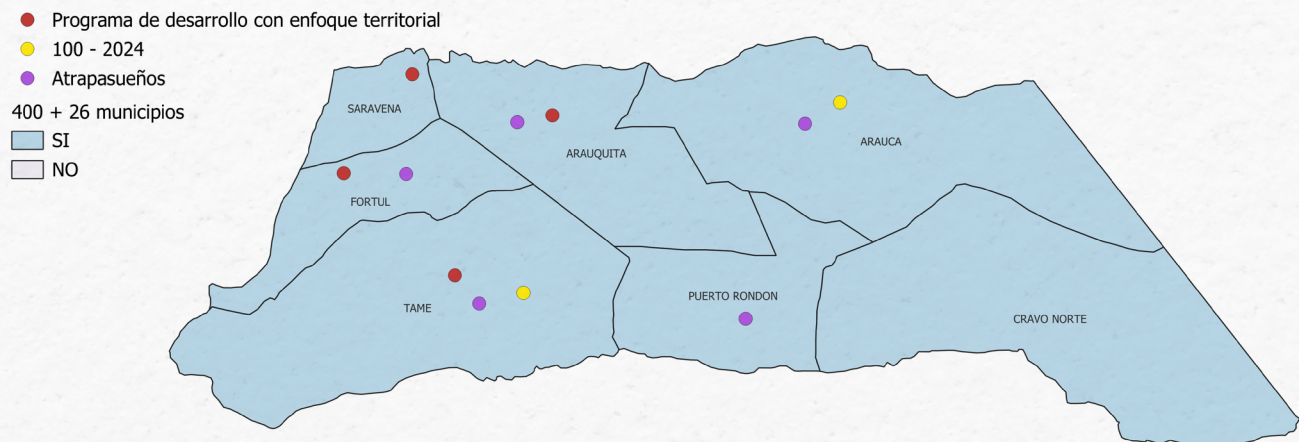 Programa de desarrollo con enfoque territorial
100 - 2024
Atrapasueños
400 + 26 municipios
SI
NO
SARAVENA
ARAUQUITA
ARAUCA
FORTUL
TAME
PUERTO RONDON
CRAVO NORTE